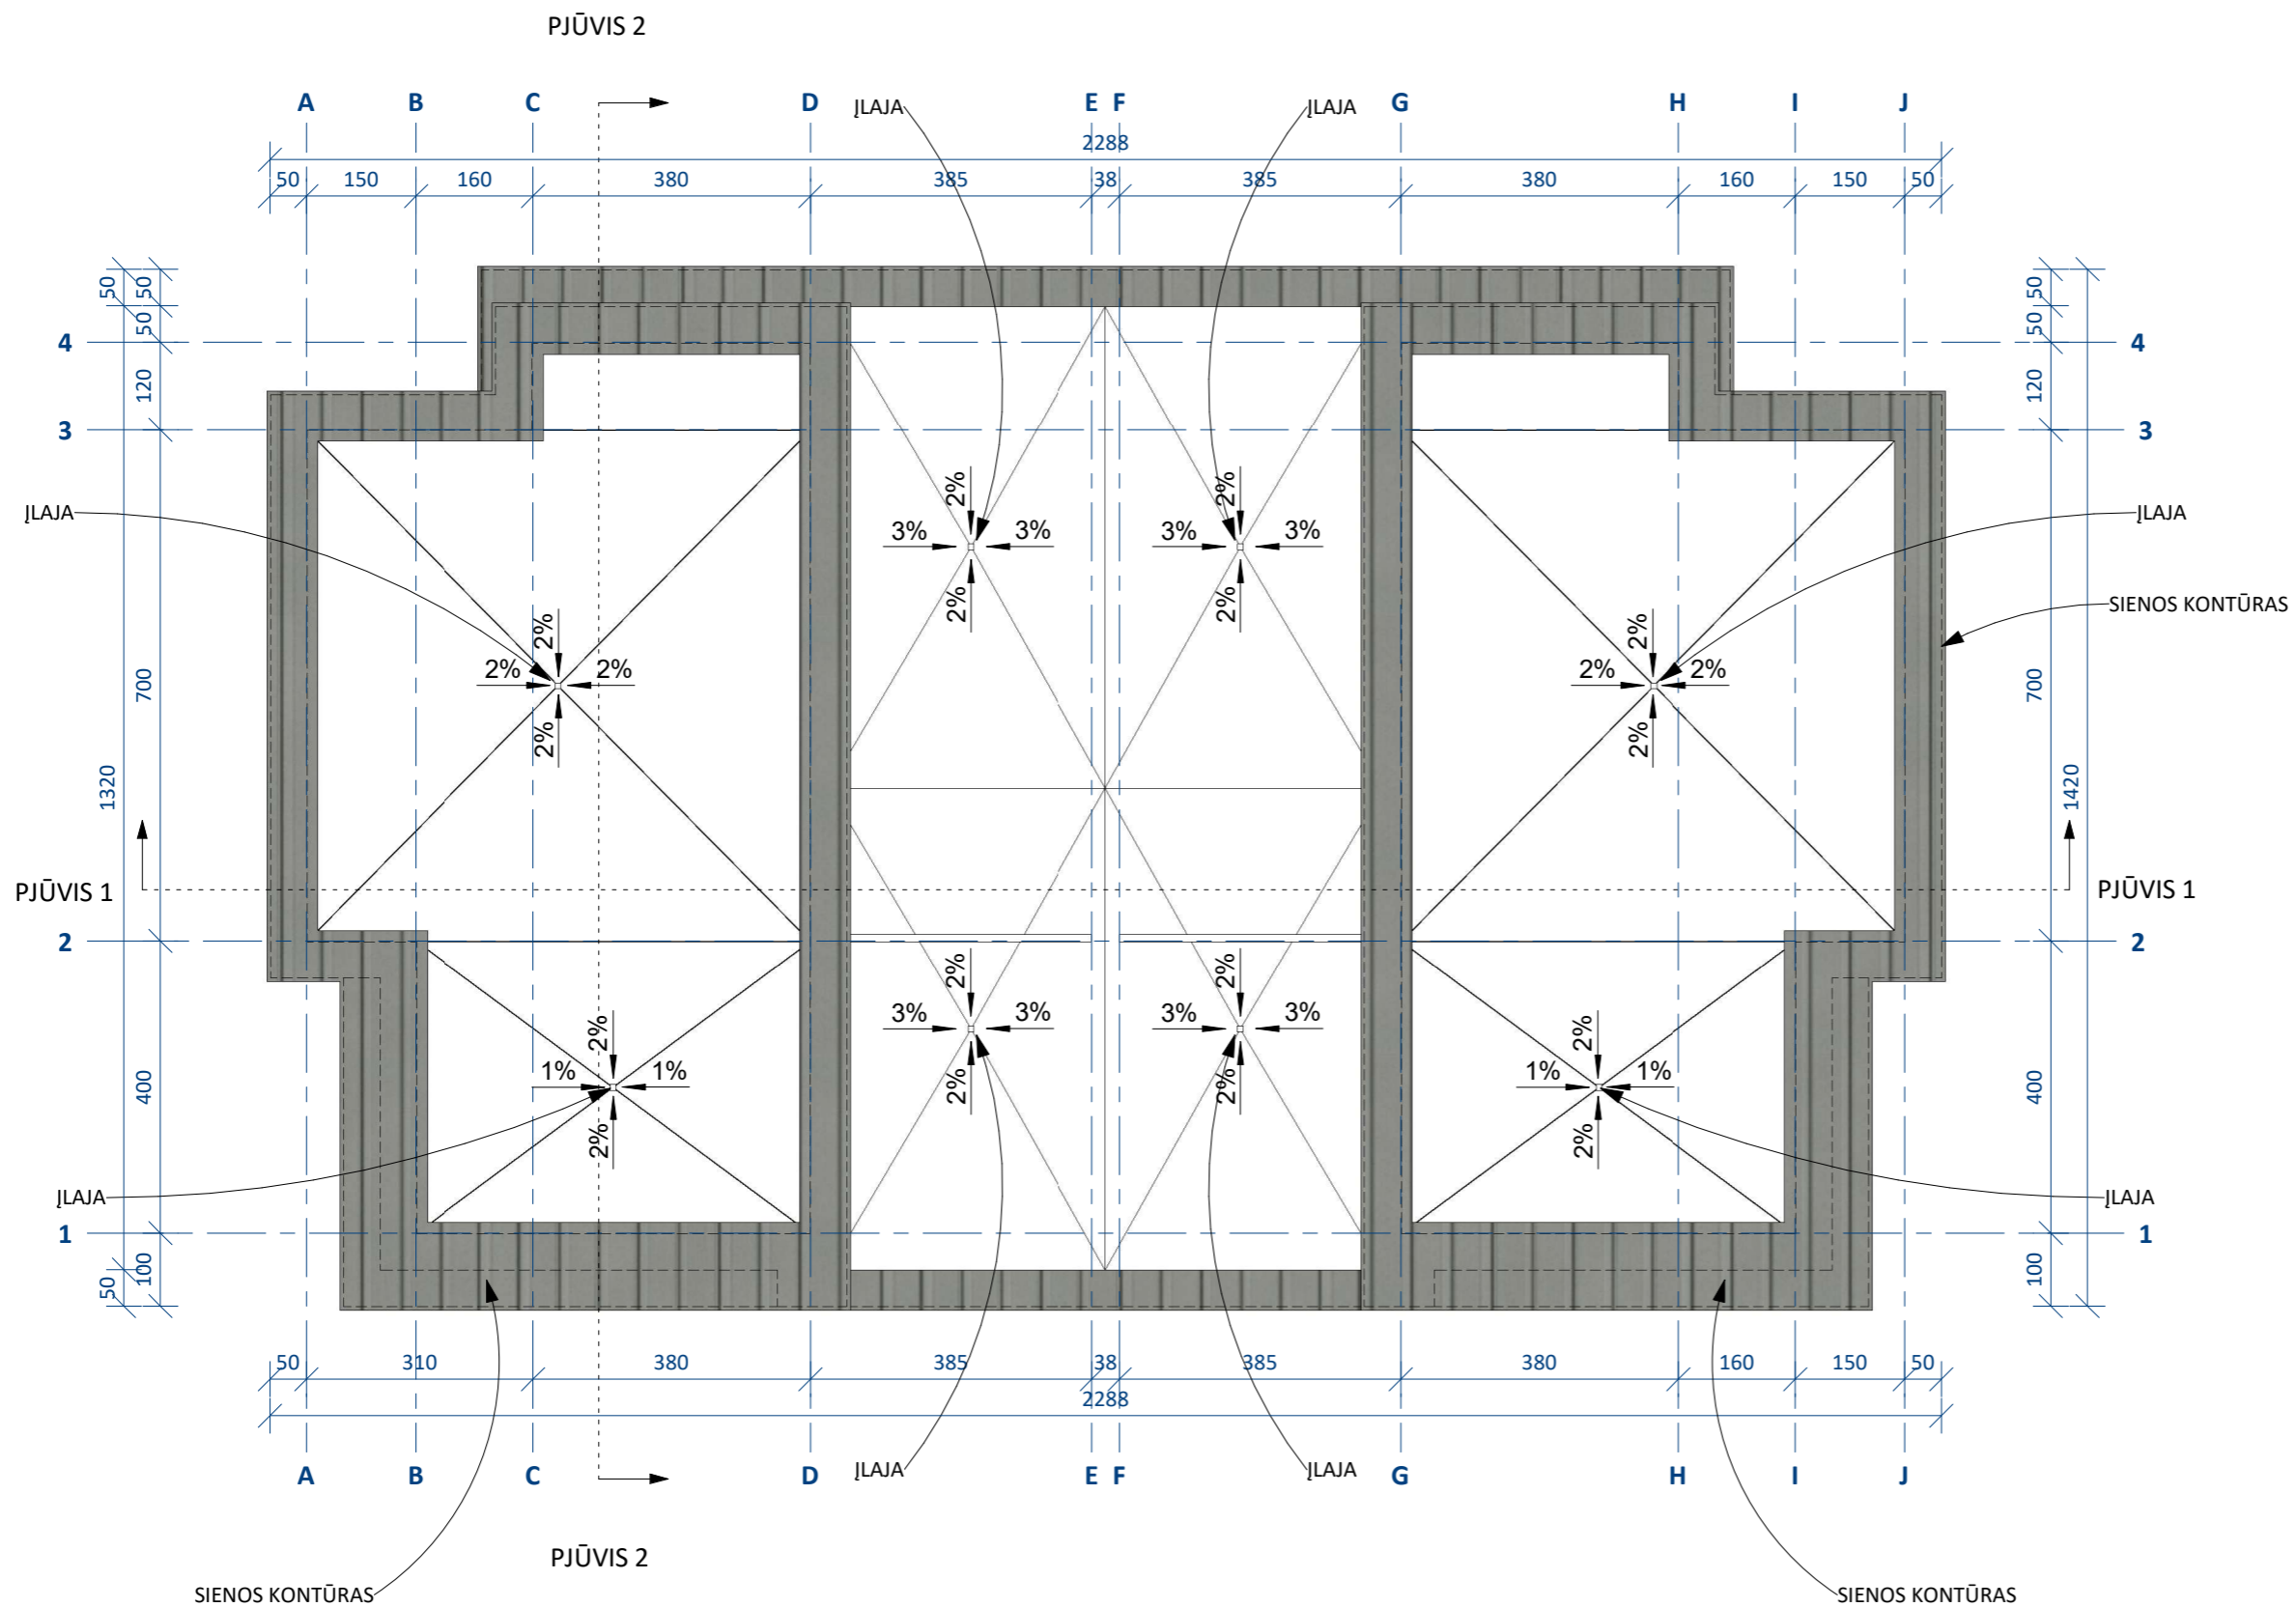 PJŪVIS 2
A B C D E F G H I J
ĮLAJA
ĮLAJA
2288
50 150 160 380 385 38 385 380 160 150 50
50 50
50
50
50
4
4
120
120
3
3
2% 2%
3% 3% 3% 3%
2% 2%
ĮLAJA
ĮLAJA
SIENOS KONTŪRAS
2% 2%
2% 2% 2% 2%
2% 2%
700
700
1320
1420
PJŪVIS 1
PJŪVIS 1
2
2
2% 2%
3% 3% 3% 3%
2% 2%
2% 2%
1% 1% 1% 1%
2% 2%
400
400
ĮLAJA
ĮLAJA
1
1
50 100
100
50 310 380 385 38 385 380 160 150 50
2288
A B C D E F G H I J
ĮLAJA
ĮLAJA
PJŪVIS 2
SIENOS KONTŪRAS
SIENOS KONTŪRAS